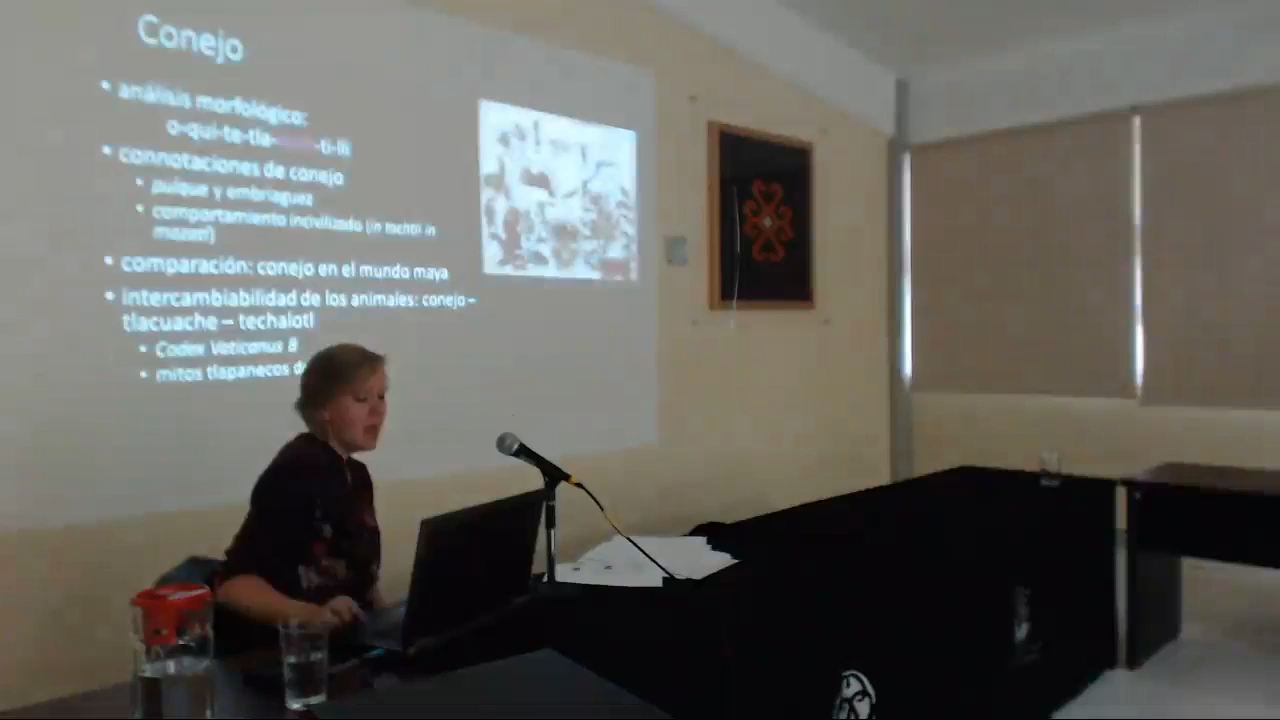 Conejo
• análisis morfológico:
o-qui-te-tla- -ti-lli
• connotaciones de conejo
• pulque y embriaguez
• comportamiento incivilizado (in tochtli in
mazatl)
• comparación: conejo en el mundo maya
• intercambiabilidad de los animales: conejo –
tlacuache – techalotl
• Codex Vaticanus B
• mitos tlapanecos